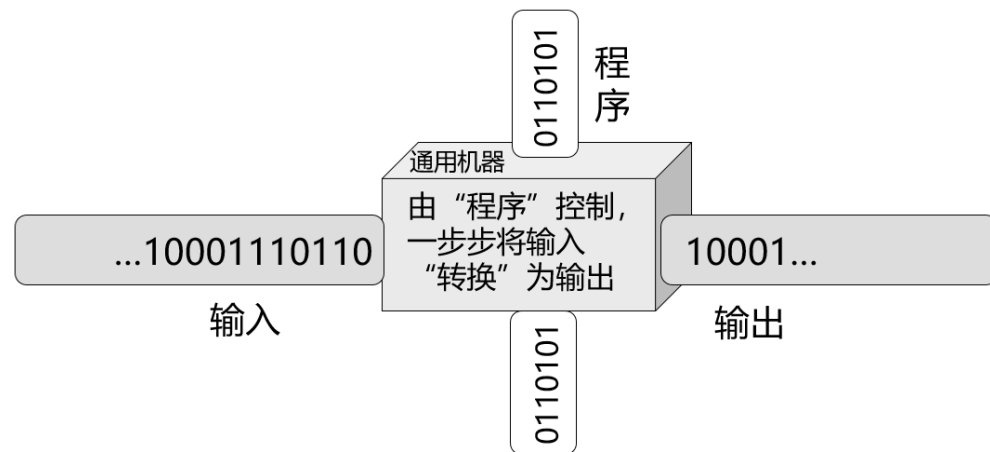 0110101
程
序
通用机器
由“程序”控制，
一步步将输入
“转换”为输出
...10001110110
10001...
输入
输出
0110101